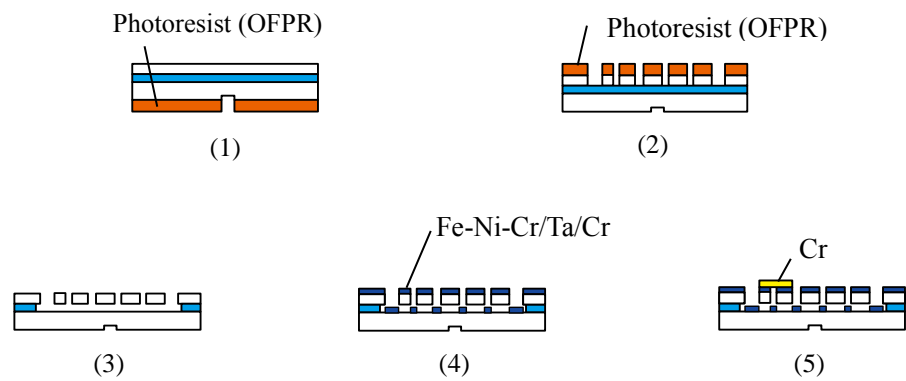 Photoresist (OFPR)
Photoresist (OFPR)
(1)
(2)
Fe-Ni-Cr/Ta/Cr
Cr
(3)
(4)
(5)